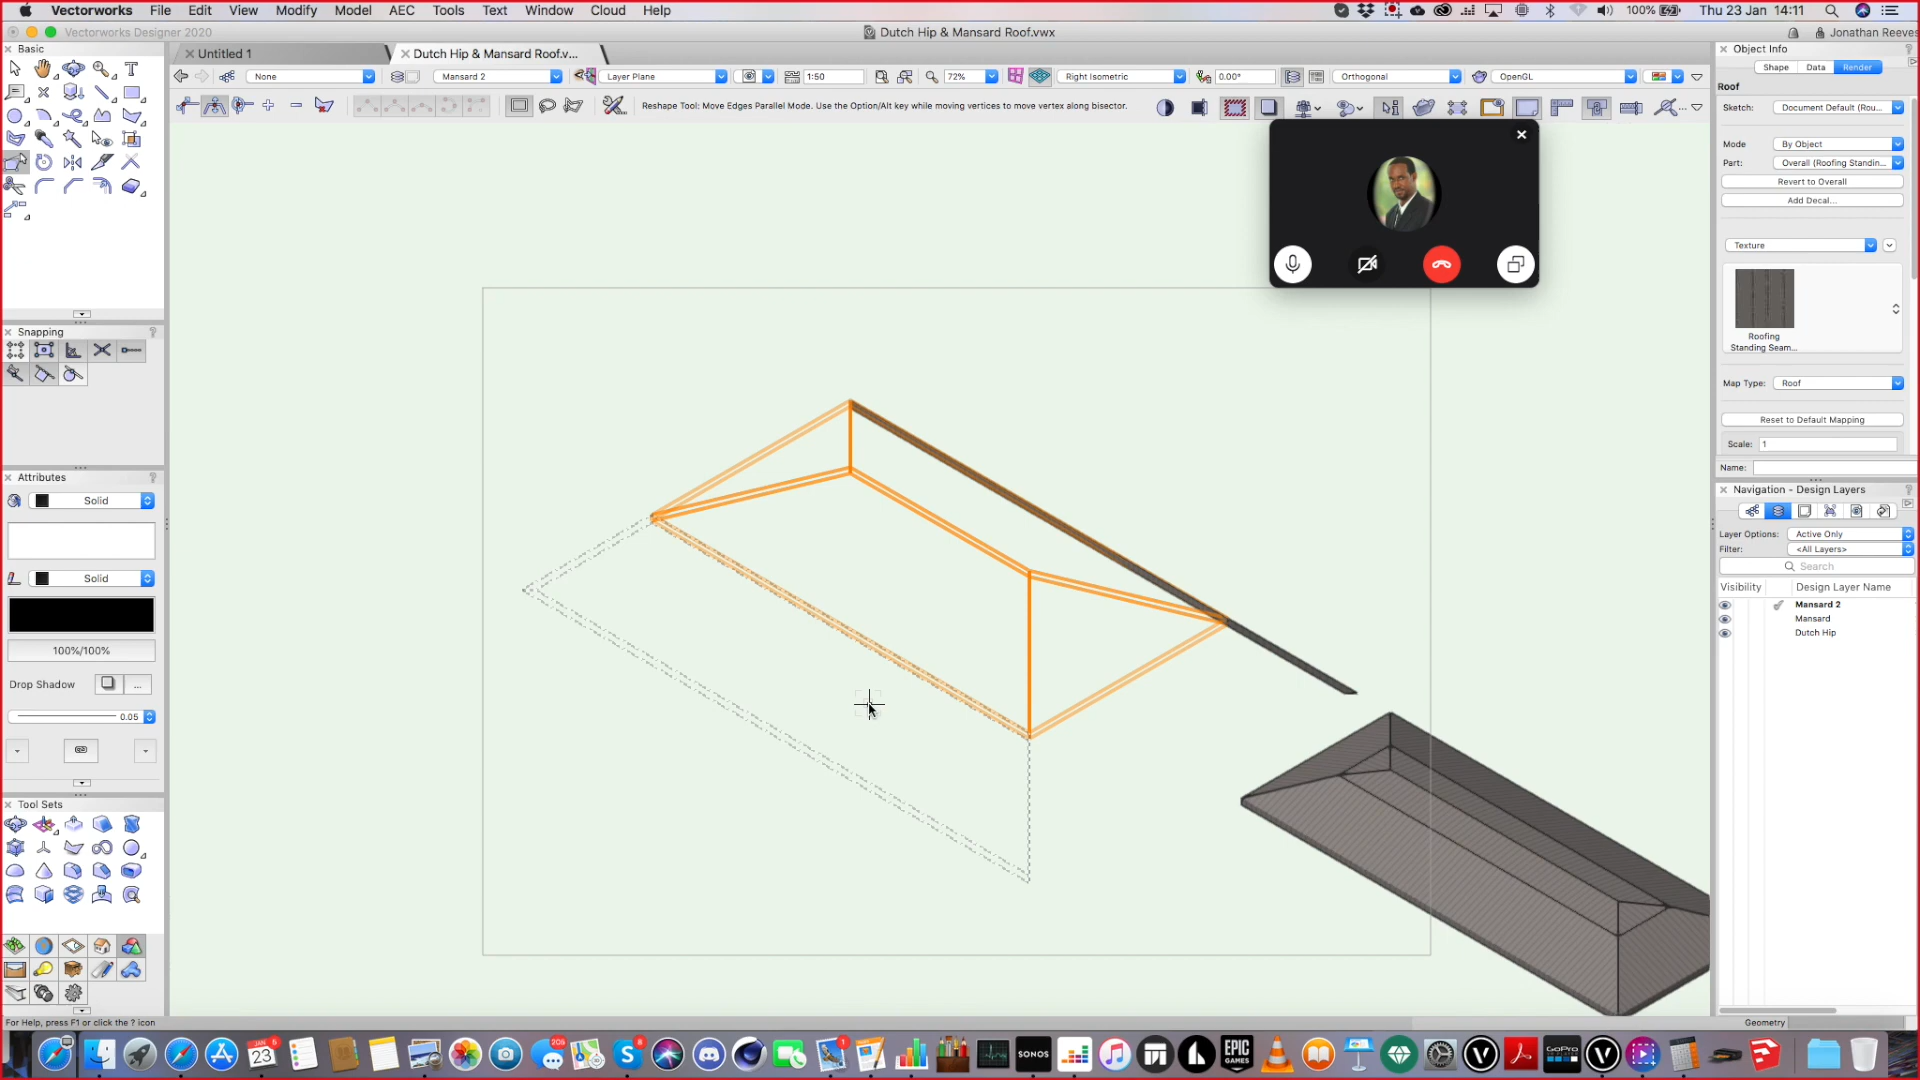 Vectorworks File Edit View Modify Model AEC Tools Text Window Cloud Help 100% Thu 23 Jan 14:11
Vectorworks Designer 2020 Dutch Hip & Mansard Roof.vwx Jonathan Reeves
Basic
Untitled 1 Dutch Hip & Mansard Roof.v...
None Mansard 2 Layer Plane 1:50 72% Right Isometric 0.00° Orthogonal OpenGL
Reshape Tool: Move Edges Parallel Mode. Use the Option/Alt key while moving vertices to move vertex along bisector.
Snapping
Attributes
Solid
Solid
100%/100%
Drop Shadow ...
0.05
Tool Sets
For Help, press F1 or click the ? icon
Object Info
Shape Data Render
Roof
Sketch: Document Default (Rou...
Mode By Object
Part: Overall (Roofing Standin...
Revert to Overall
Add Decal...
Texture
Roofing
Standing Seam...
Map Type: Roof
Reset to Default Mapping
Scale: 1
Name:
Navigation - Design Layers
Layer Options: Active Only
Filter: <All Layers>
Search
Visibility Design Layer Name
Mansard 2
Mansard
Dutch Hip
Geometry
JAN 6
23
205
8
1
SONOS
EPIC
GAMES
GoPro